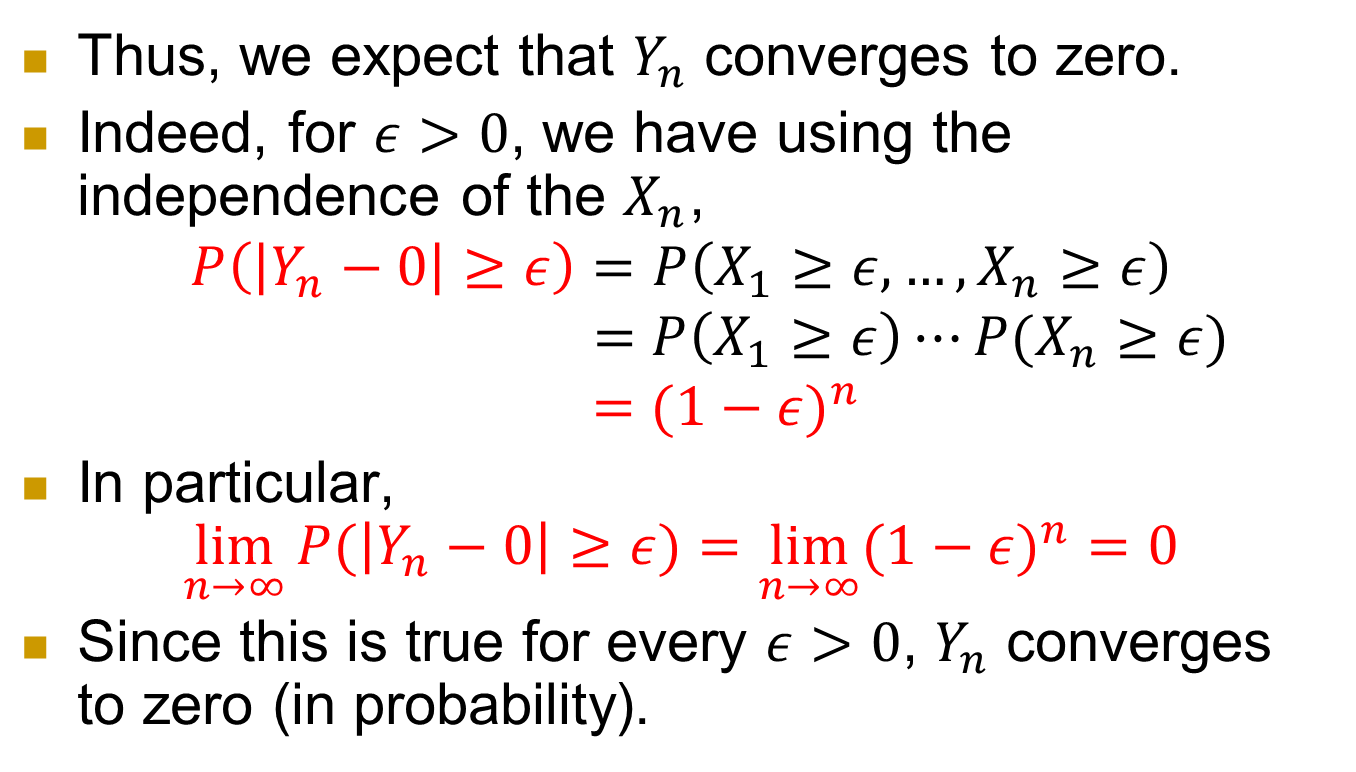 ■ Thus, we expect that Yₙ converges to zero.
■ Indeed, for ϵ > 0, we have using the
independence of the Xₙ,
P(|Yₙ − 0| ≥ ϵ) = P(X₁ ≥ ϵ, … , Xₙ ≥ ϵ)
= P(X₁ ≥ ϵ) ⋯ P(Xₙ ≥ ϵ)
= (1 − ϵ)ⁿ
■ In particular,
lim n→∞ P(|Yₙ − 0| ≥ ϵ) = lim n→∞ (1 − ϵ)ⁿ = 0
■ Since this is true for every ϵ > 0, Yₙ converges
to zero (in probability).